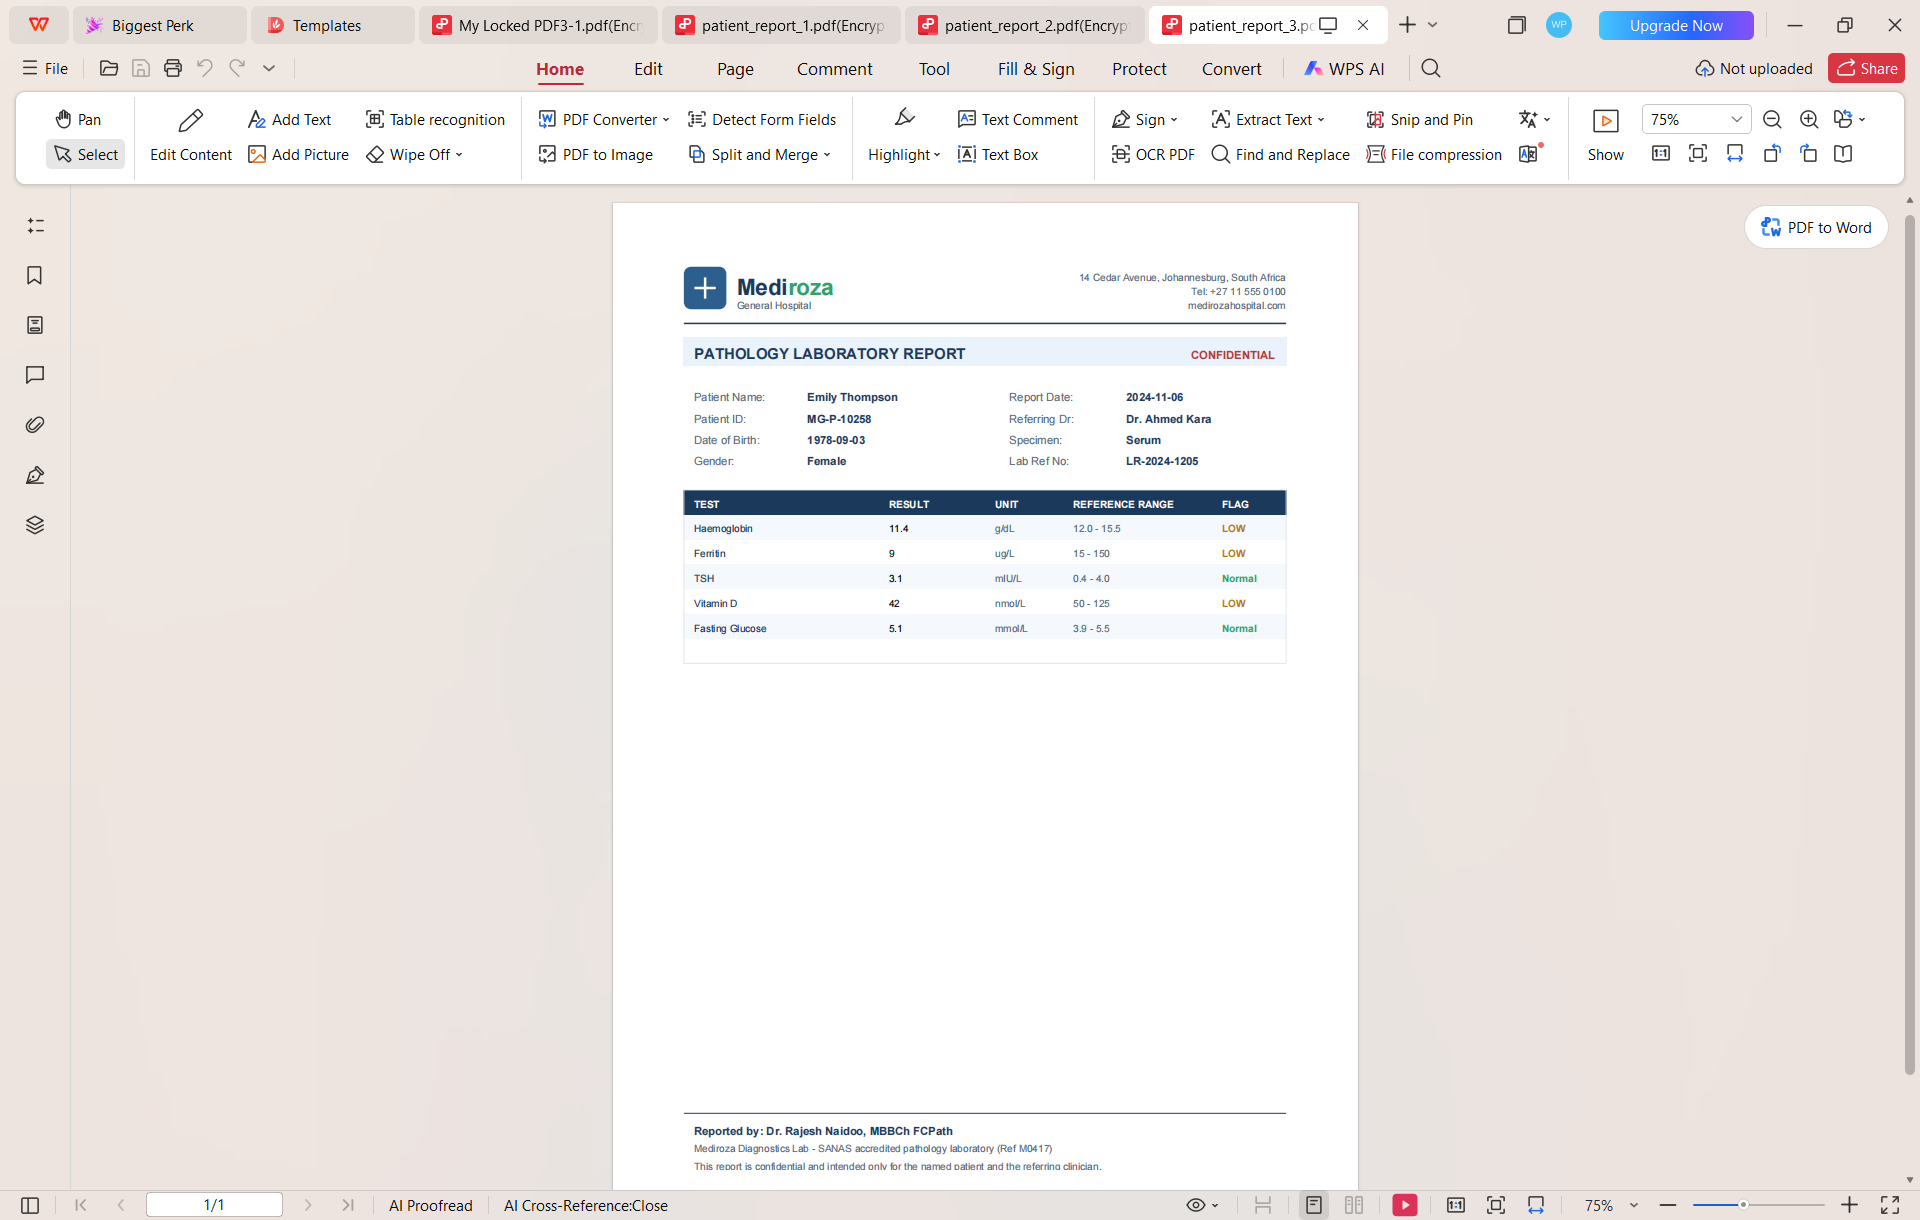 Biggest Perk Templates My Locked PDF3-1.pdf(Encr patient_report_1.pdf(Encryp patient_report_2.pdf(Encryp patient_report_3.pd WP Upgrade Now
File Home Edit Page Comment Tool Fill & Sign Protect Convert WPS AI Not uploaded Share
Pan Add Text Table recognition PDF Converter Detect Form Fields Text Comment Sign Extract Text Snip and Pin 75%
Select Edit Content Add Picture Wipe Off PDF to Image Split and Merge Highlight Text Box OCR PDF Find and Replace File compression Show
PDF to Word
Mediroza
General Hospital
14 Cedar Avenue, Johannesburg, South Africa
Tel: +27 11 555 0100
medirozahospital.com
PATHOLOGY LABORATORY REPORT CONFIDENTIAL
Patient Name: Emily Thompson Report Date: 2024-11-06
Patient ID: MG-P-10258 Referring Dr: Dr. Ahmed Kara
Date of Birth: 1978-09-03 Specimen: Serum
Gender: Female Lab Ref No: LR-2024-1205
TEST RESULT UNIT REFERENCE RANGE FLAG
Haemoglobin 11.4 g/dL 12.0 - 15.5 LOW
Ferritin 9 ug/L 15 - 150 LOW
TSH 3.1 mIU/L 0.4 - 4.0 Normal
Vitamin D 42 nmol/L 50 - 125 LOW
Fasting Glucose 5.1 mmol/L 3.9 - 5.5 Normal
Reported by: Dr. Rajesh Naidoo, MBBCh FCPath
Mediroza Diagnostics Lab - SANAS accredited pathology laboratory (Ref M0417)
This report is confidential and intended only for the named patient and the referring clinician.
1/1 AI Proofread AI Cross-Reference:Close 75%